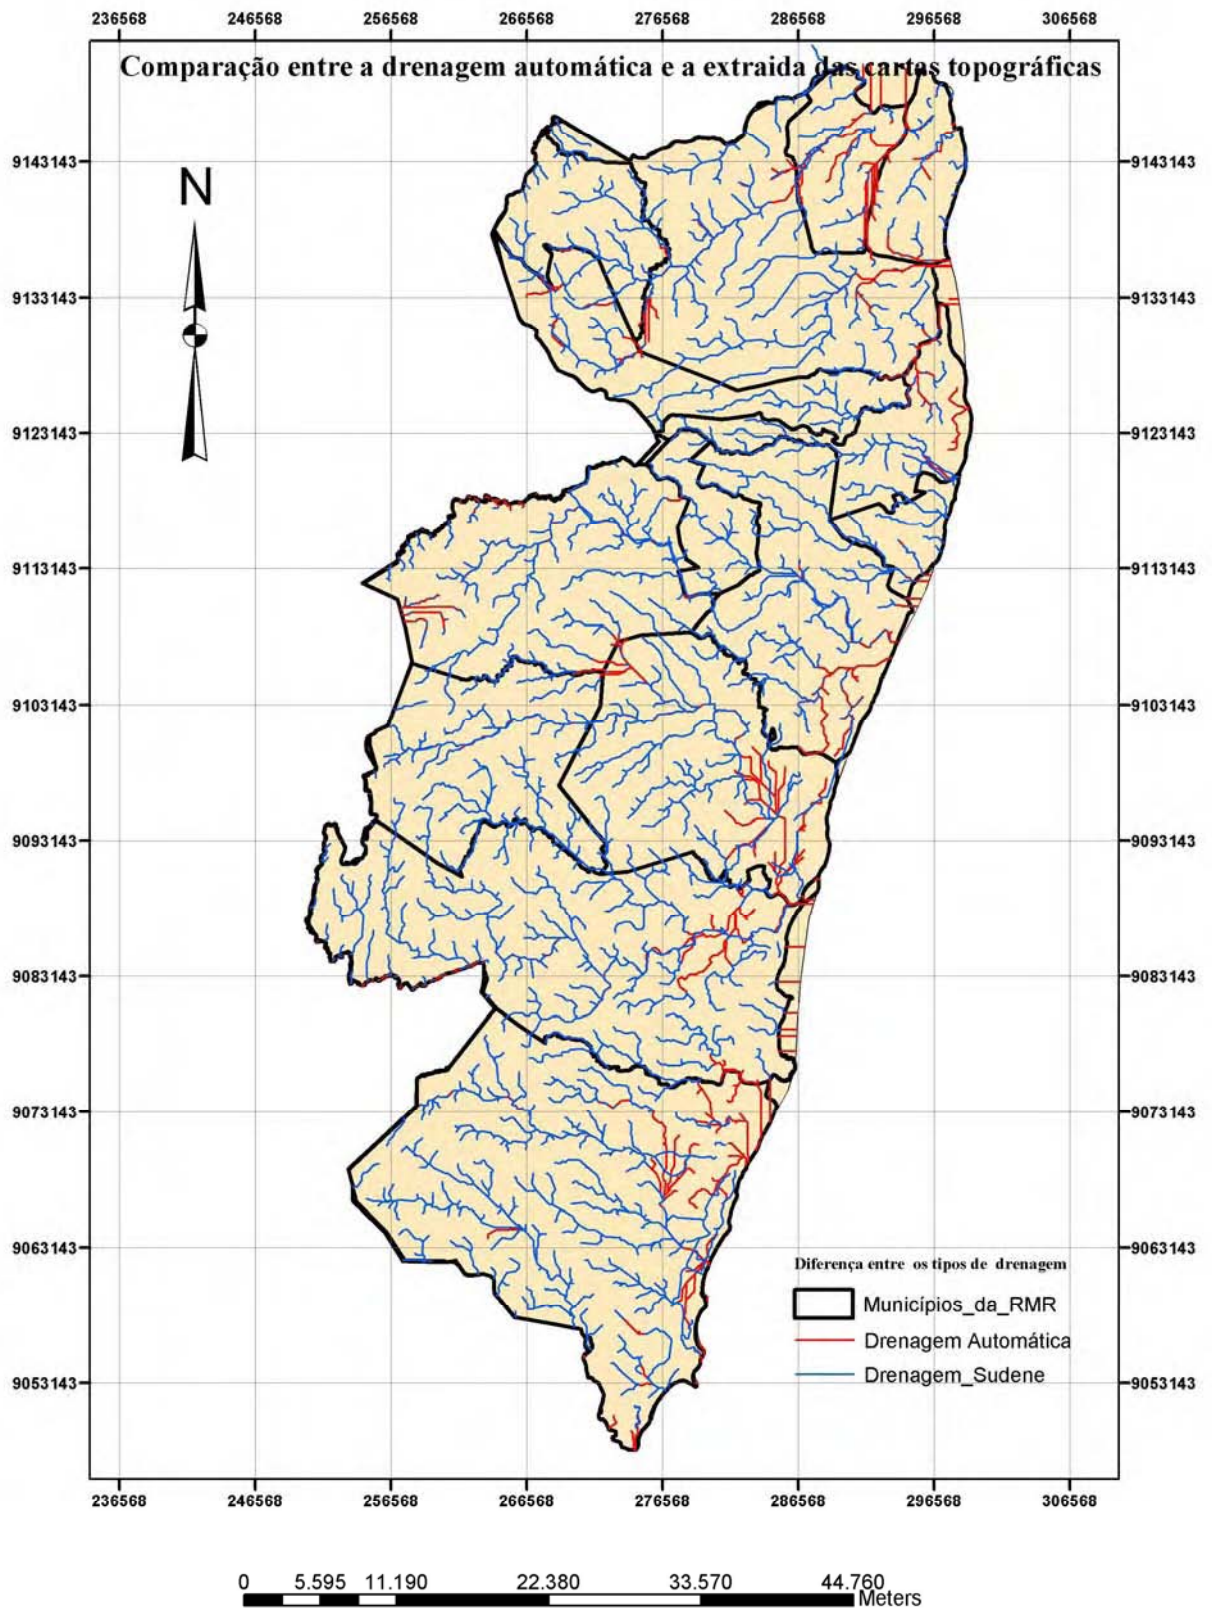 236568 246568 256568 266568 276568 286568 296568 306568
Comparação entre a drenagem automática e a extraida das cartas topográficas
N
9143143 9143143
9133143 9133143
9123143 9123143
9113143 9113143
9103143 9103143
9093143 9093143
9083143 9083143
9073143 9073143
9063143 9063143
Diferença entre os tipos de drenagem
Municípios_da_RMR
Drenagem Automática
Drenagem_Sudene
9053143 9053143
236568 246568 256568 266568 276568 286568 296568 306568
0 5.595 11.190 22.380 33.570 44.760
Meters